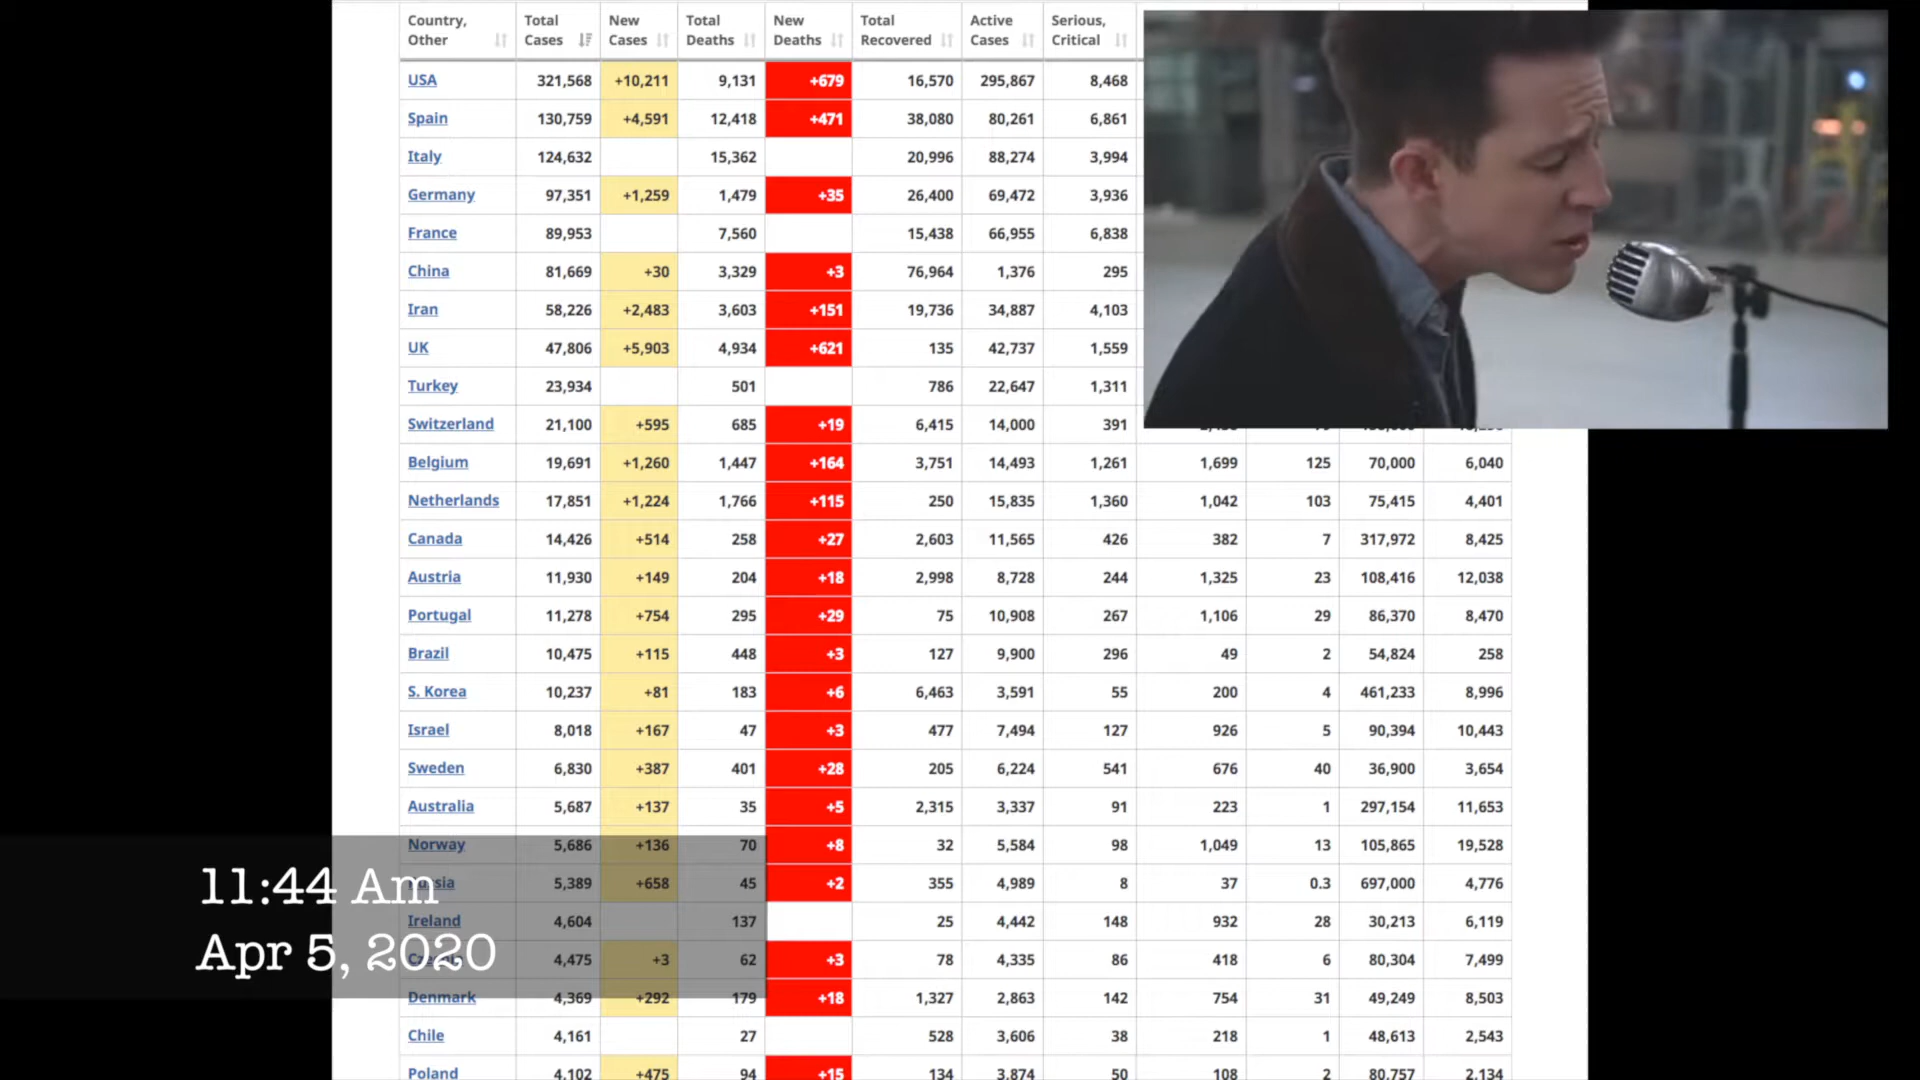 Country, Other Total Cases New Cases Total Deaths New Deaths Total Recovered Active Cases Serious, Critical
USA 321,568 +10,211 9,131 +679 16,570 295,867 8,468
Spain 130,759 +4,591 12,418 +471 38,080 80,261 6,861
Italy 124,632 15,362 20,996 88,274 3,994
Germany 97,351 +1,259 1,479 +35 26,400 69,472 3,936
France 89,953 7,560 15,438 66,955 6,838
China 81,669 +30 3,329 +3 76,964 1,376 295
Iran 58,226 +2,483 3,603 +151 19,736 34,887 4,103
UK 47,806 +5,903 4,934 +621 135 42,737 1,559
Turkey 23,934 501 786 22,647 1,311
Switzerland 21,100 +595 685 +19 6,415 14,000 391
Belgium 19,691 +1,260 1,447 +164 3,751 14,493 1,261 1,699 125 70,000 6,040
Netherlands 17,851 +1,224 1,766 +115 250 15,835 1,360 1,042 103 75,415 4,401
Canada 14,426 +514 258 +27 2,603 11,565 426 382 7 317,972 8,425
Austria 11,930 +149 204 +18 2,998 8,728 244 1,325 23 108,416 12,038
Portugal 11,278 +754 295 +29 75 10,908 267 1,106 29 86,370 8,470
Brazil 10,475 +115 448 +3 127 9,900 296 49 2 54,824 258
S. Korea 10,237 +81 183 +6 6,463 3,591 55 200 4 461,233 8,996
Israel 8,018 +167 47 +3 477 7,494 127 926 5 90,394 10,443
Sweden 6,830 +387 401 +28 205 6,224 541 676 40 36,900 3,654
Australia 5,687 +137 35 +5 2,315 3,337 91 223 1 297,154 11,653
Norway 5,686 +136 70 +8 32 5,584 98 1,049 13 105,865 19,528
5,389 +658 45 +2 355 4,989 8 37 0.3 697,000 4,776
Ireland 4,604 137 25 4,442 148 932 28 30,213 6,119
4,475 +3 62 +3 78 4,335 86 418 6 80,304 7,499
Denmark 4,369 +292 179 +18 1,327 2,863 142 754 31 49,249 8,503
Chile 4,161 27 528 3,606 38 218 1 48,613 2,543
Poland 4,102 +475 94 +15 134 3,874 50 108 2 80,757 2,134
11:44 Am
Apr 5, 2020